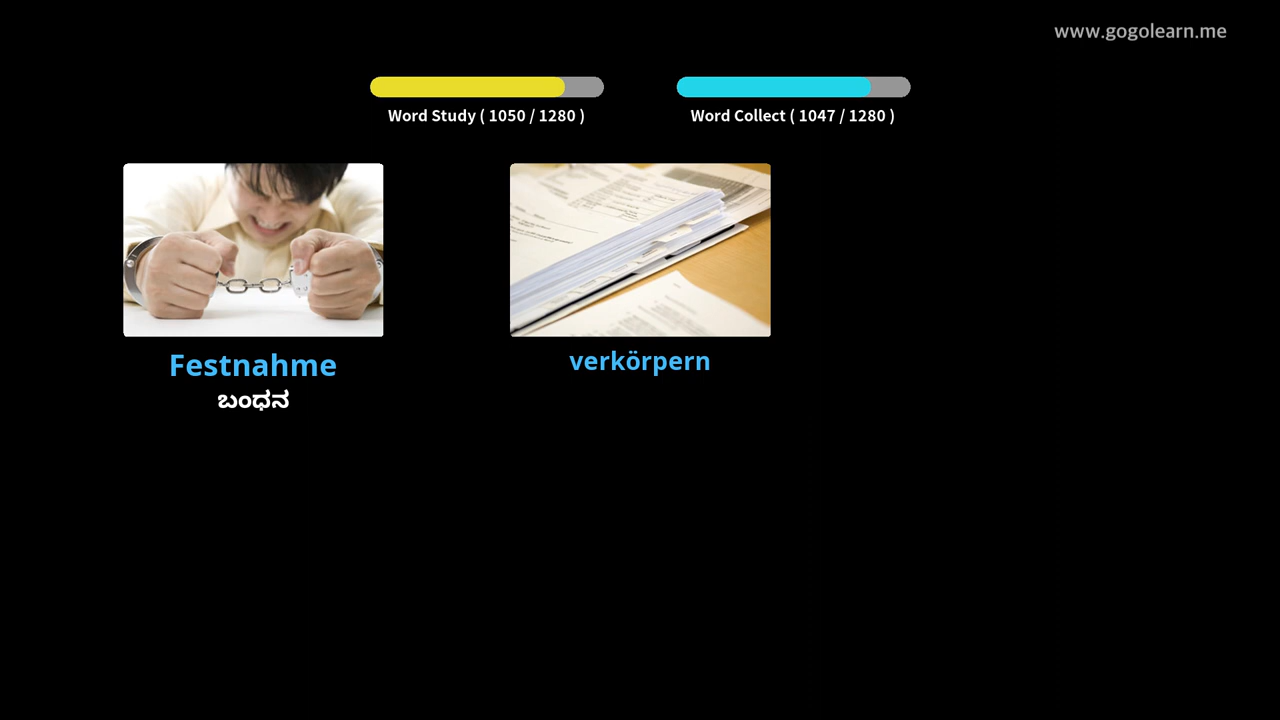 www.gogolearn.me
Word Study ( 1050 / 1280 )
Word Collect ( 1047 / 1280 )
Festnahme
ಬಂಧನ
verkörpern